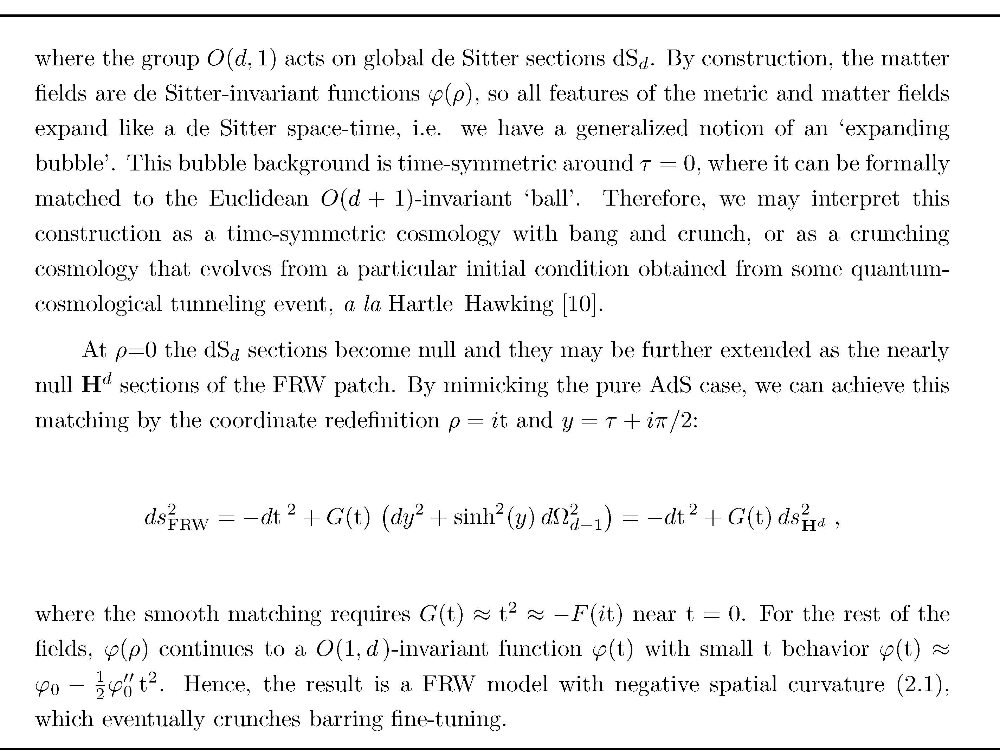 where the group $O(d,1)$ acts on global de Sitter sections $\mathrm{dS}_d$. By construction, the matter
fields are de Sitter-invariant functions $\varphi(\rho)$, so all features of the metric and matter fields
expand like a de Sitter space-time, i.e. we have a generalized notion of an ‘expanding
bubble’. This bubble background is time-symmetric around $\tau = 0$, where it can be formally
matched to the Euclidean $O(d+1)$-invariant ‘ball’. Therefore, we may interpret this
construction as a time-symmetric cosmology with bang and crunch, or as a crunching
cosmology that evolves from a particular initial condition obtained from some quantum-
cosmological tunneling event, a la Hartle–Hawking [10].
At $\rho$=0 the $\mathrm{dS}_d$ sections become null and they may be further extended as the nearly
null $\mathbf{H}^d$ sections of the FRW patch. By mimicking the pure AdS case, we can achieve this
matching by the coordinate redefinition $\rho = i\mathrm{t}$ and $y = \tau + i\pi/2$:
$ds^2_{\mathrm{FRW}} = -d\mathrm{t}^2 + G(\mathrm{t}) \left(dy^2 + \sinh^2(y)\, d\Omega^2_{d-1}\right) = -d\mathrm{t}^2 + G(\mathrm{t})\, ds^2_{\mathbf{H}^d}$ ,
where the smooth matching requires $G(\mathrm{t}) \approx \mathrm{t}^2 \approx -F(i\mathrm{t})$ near $\mathrm{t} = 0$. For the rest of the
fields, $\varphi(\rho)$ continues to a $O(1,d)$-invariant function $\varphi(\mathrm{t})$ with small t behavior $\varphi(\mathrm{t}) \approx$
$\varphi_0 - \frac{1}{2}\varphi_0''\, \mathrm{t}^2$. Hence, the result is a FRW model with negative spatial curvature (2.1),
which eventually crunches barring fine-tuning.